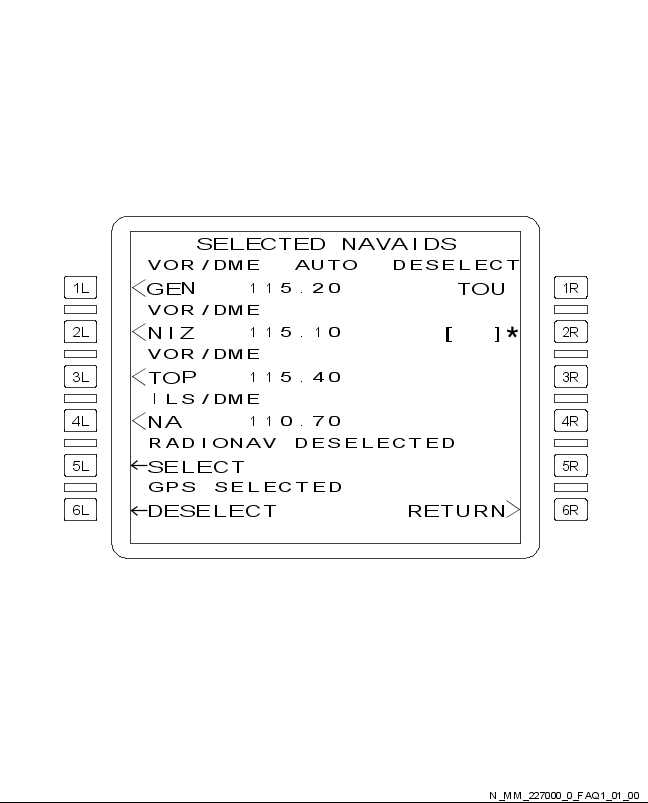 SELECTED NAVAIDS
VOR/DME AUTO DESELECT
1L <GEN 115.20 TOU 1R
VOR/DME
2L <NIZ 115.10 [ ]* 2R
VOR/DME
3L <TOP 115.40 3R
ILS/DME
4L <NA 110.70 4R
RADIONAV DESELECTED
5L ←SELECT 5R
GPS SELECTED
6L ←DESELECT RETURN> 6R
N_MM_227000_0_FAQ1_01_00